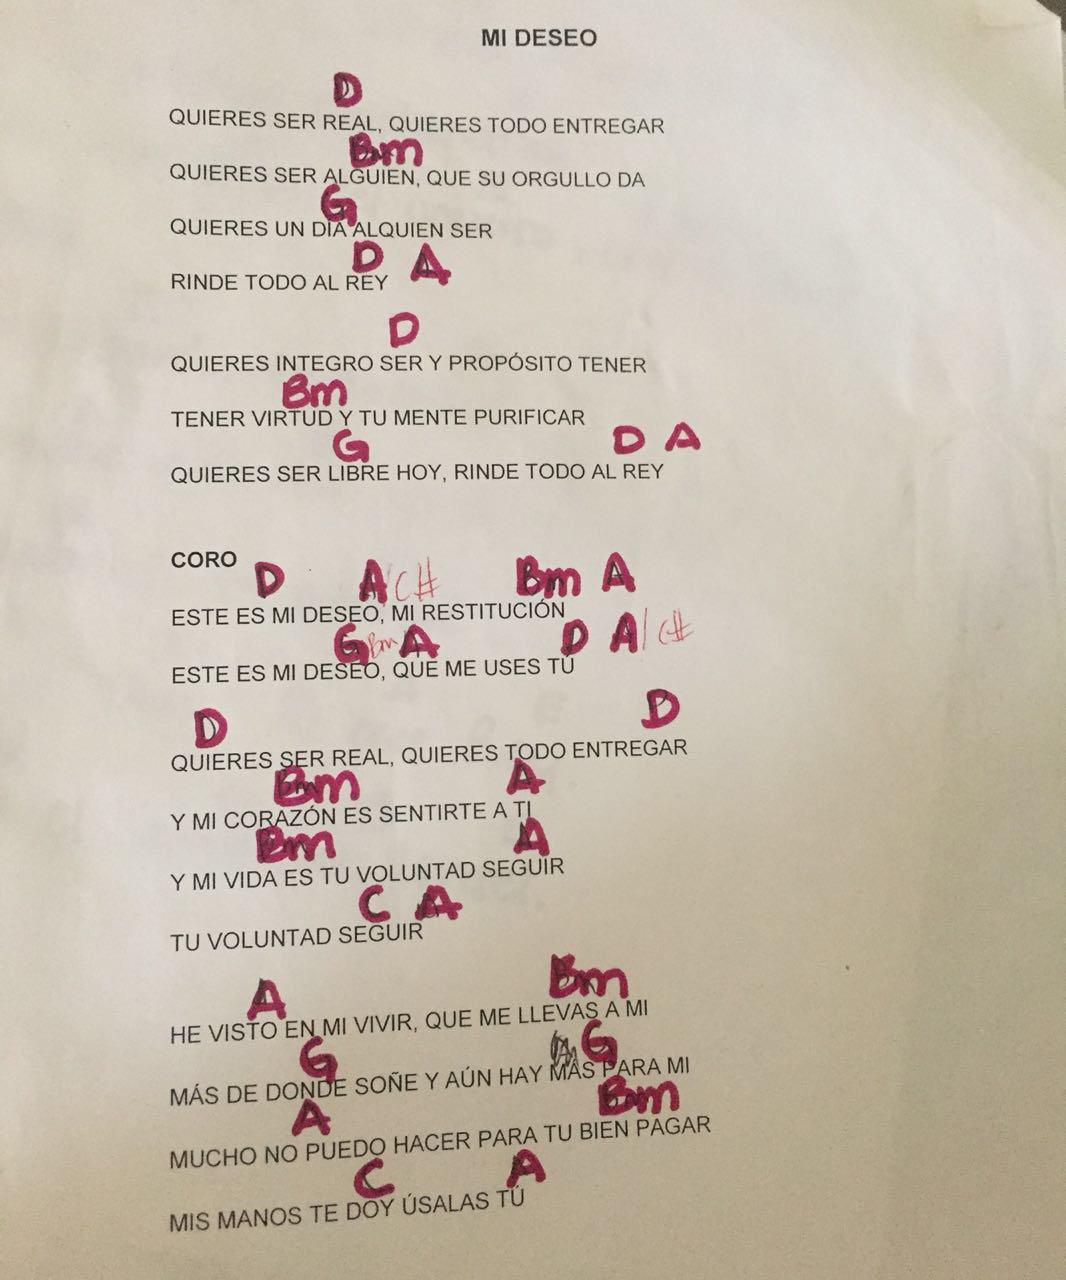 MI DESEO
D
QUIERES SER REAL, QUIERES TODO ENTREGAR
Bm
QUIERES SER ALGUIEN, QUE SU ORGULLO DA
G
QUIERES UN DÍA ALQUIEN SER
D A
RINDE TODO AL REY
D
QUIERES INTEGRO SER Y PROPÓSITO TENER
Bm
TENER VIRTUD Y TU MENTE PURIFICAR
G D A
QUIERES SER LIBRE HOY, RINDE TODO AL REY
CORO
D A/C# Bm A
ESTE ES MI DESEO, MI RESTITUCIÓN
G Bm A D A/C#
ESTE ES MI DESEO, QUE ME USES TÚ
D D
QUIERES SER REAL, QUIERES TODO ENTREGAR
Bm A
Y MI CORAZÓN ES SENTIRTE A TI
Bm A
Y MI VIDA ES TU VOLUNTAD SEGUIR
C A
TU VOLUNTAD SEGUIR
A Bm
HE VISTO EN MI VIVIR, QUE ME LLEVAS A MI
G G
MÁS DE DONDE SOÑE Y AÚN HAY MÁS PARA MI
A Bm
MUCHO NO PUEDO HACER PARA TU BIEN PAGAR
C A
MIS MANOS TE DOY ÚSALAS TÚ